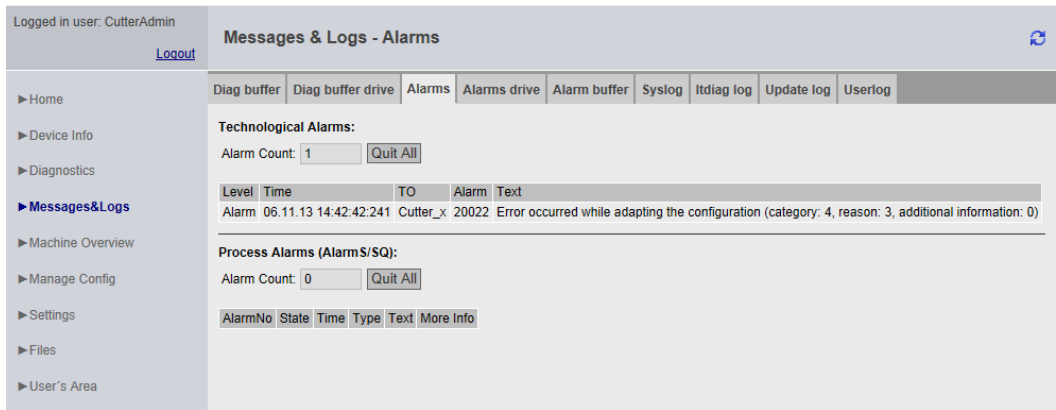 Logged in user: CutterAdmin
Logout
Messages & Logs - Alarms
►Home
►Device Info
►Diagnostics
►Messages&Logs
►Machine Overview
►Manage Config
►Settings
►Files
►User´s Area
Diag buffer Diag buffer drive Alarms Alarms drive Alarm buffer Syslog Itdiag log Update log Userlog
Technological Alarms:
Alarm Count: 1 Quit All
Level Time TO Alarm Text
Alarm 06.11.13 14:42:42:241 Cutter_x 20022 Error occurred while adapting the configuration (category: 4, reason: 3, additional information: 0)
Process Alarms (AlarmS/SQ):
Alarm Count: 0 Quit All
AlarmNo State Time Type Text More Info